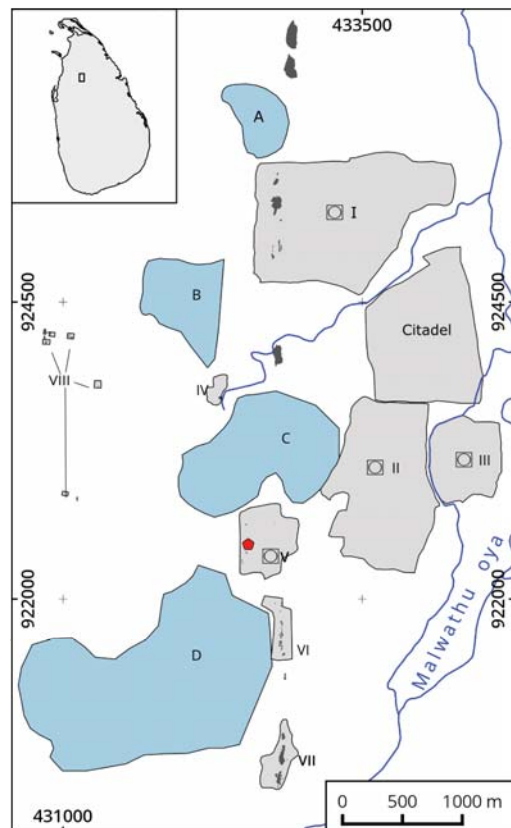 433500
A
I
924500
924500
B
Citadel
VIII
IV
C
II
III
V
922000
922000
Malwathu oya
D
VI
VII
431000
0 500 1000 m